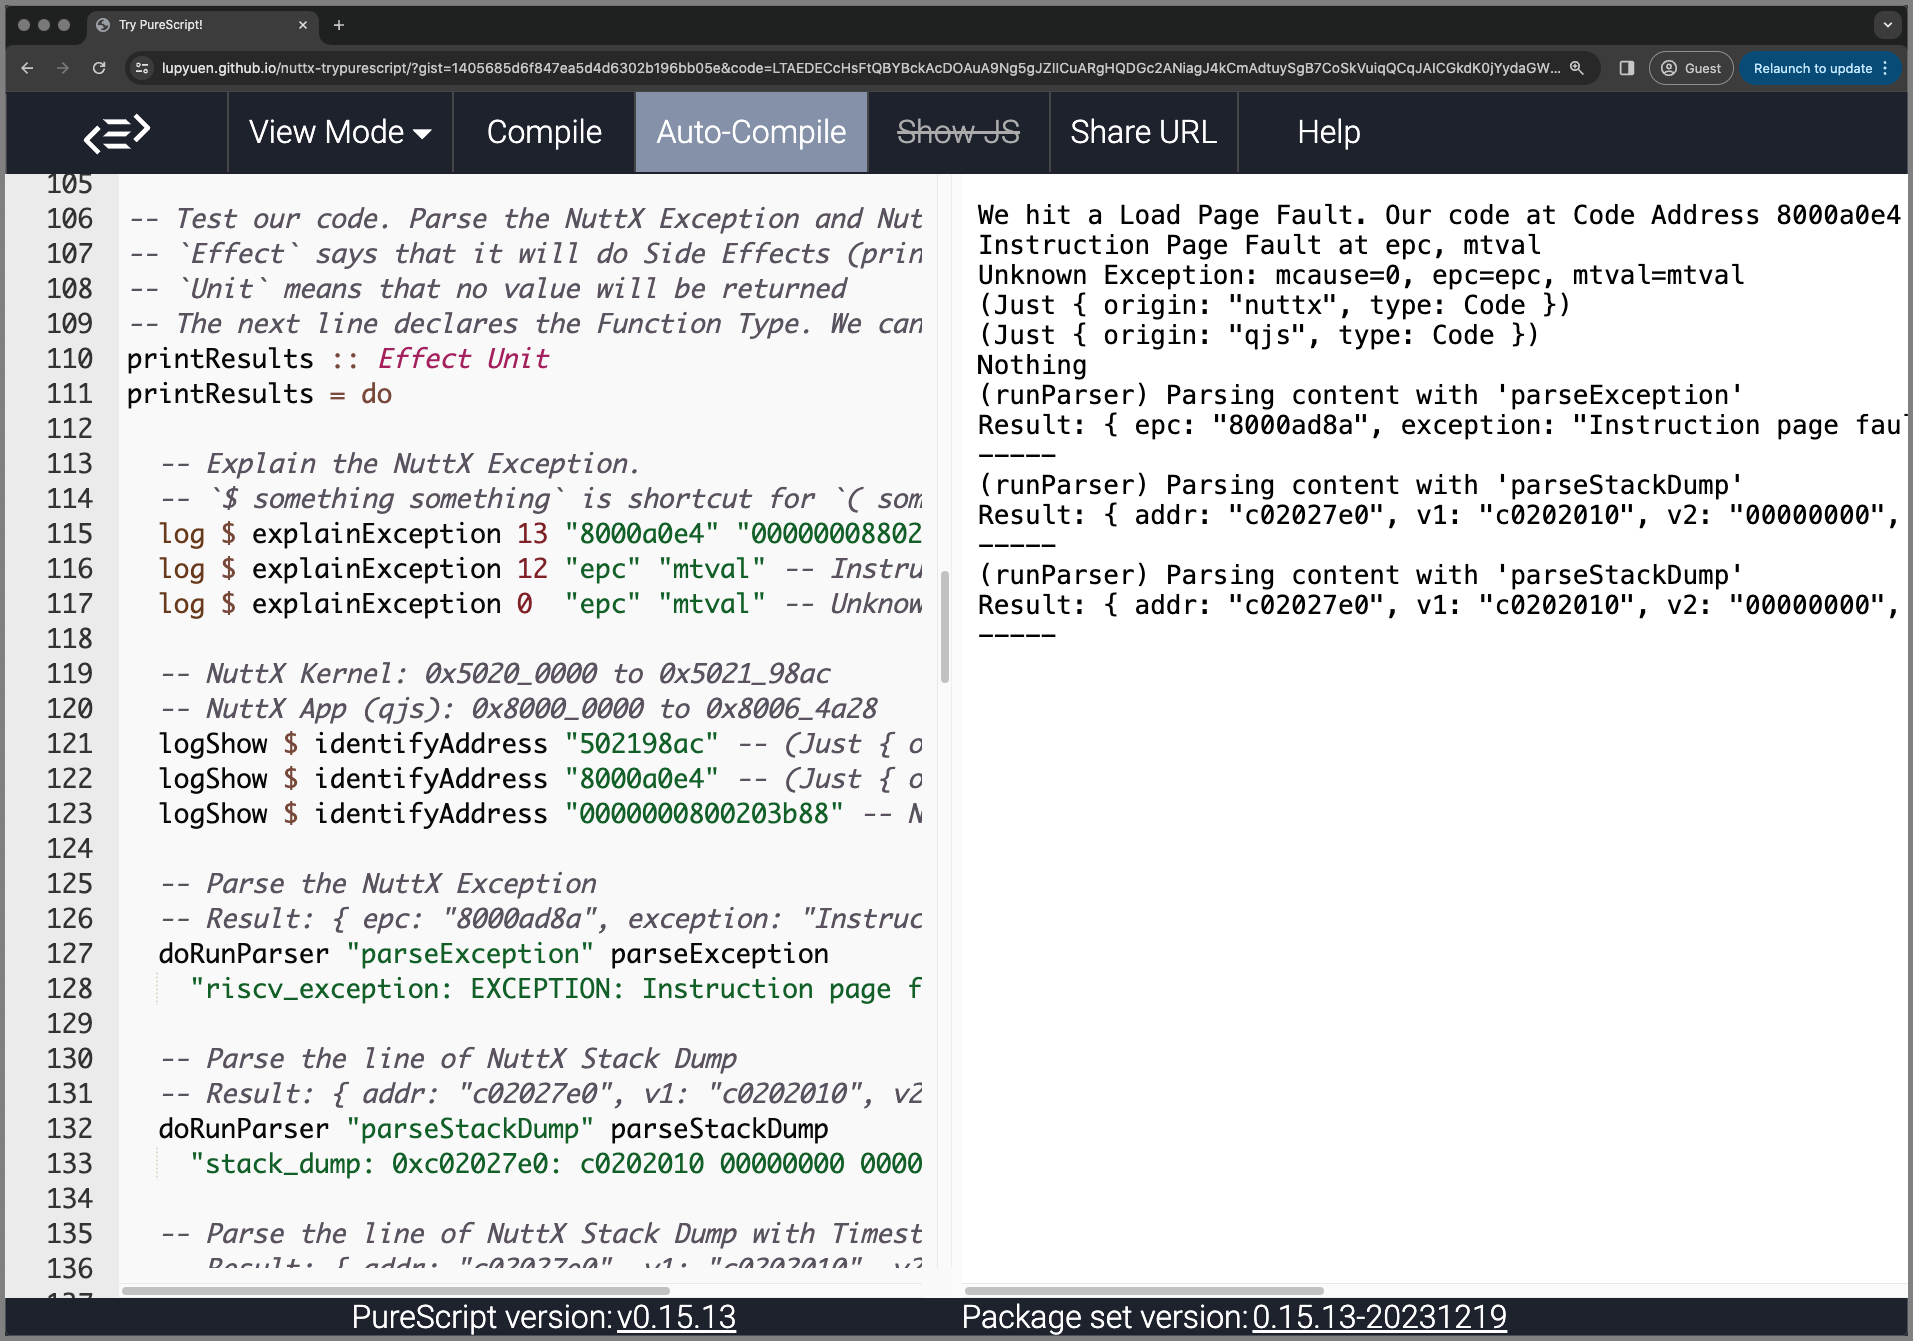 Try PureScript!
lupyuen.github.io/nuttx-trypurescript/?gist=1405685d6f847ea5d4d6302b196bb05e&code=LTAEDECcHsFtQBYBckAcDOAuA9Ng5gJZIICuARgHQDGc2ANiagJ4kCmAdtuySgB7CoSkVuiqQCqJAICGkdK0jYydaGW...
Guest
Relaunch to update
View Mode
Compile
Auto-Compile
Show JS
Share URL
Help
105
106 -- Test our code. Parse the NuttX Exception and Nut
107 -- `Effect` says that it will do Side Effects (prin
108 -- `Unit` means that no value will be returned
109 -- The next line declares the Function Type. We can
110 printResults :: Effect Unit
111 printResults = do
112
113 -- Explain the NuttX Exception.
114 -- `$ something something` is shortcut for `( som
115 log $ explainException 13 "8000a0e4" "00000008802
116 log $ explainException 12 "epc" "mtval" -- Instru
117 log $ explainException 0 "epc" "mtval" -- Unknow
118
119 -- NuttX Kernel: 0x5020_0000 to 0x5021_98ac
120 -- NuttX App (qjs): 0x8000_0000 to 0x8006_4a28
121 logShow $ identifyAddress "502198ac" -- (Just { o
122 logShow $ identifyAddress "8000a0e4" -- (Just { o
123 logShow $ identifyAddress "0000000800203b88" -- N
124
125 -- Parse the NuttX Exception
126 -- Result: { epc: "8000ad8a", exception: "Instruc
127 doRunParser "parseException" parseException
128 "riscv_exception: EXCEPTION: Instruction page f
129
130 -- Parse the line of NuttX Stack Dump
131 -- Result: { addr: "c02027e0", v1: "c0202010", v2
132 doRunParser "parseStackDump" parseStackDump
133 "stack_dump: 0xc02027e0: c0202010 00000000 0000
134
135 -- Parse the line of NuttX Stack Dump with Timest
136 -- Result: { addr: "c02027e0", v1: "c0202010", v2
137
We hit a Load Page Fault. Our code at Code Address 8000a0e4
Instruction Page Fault at epc, mtval
Unknown Exception: mcause=0, epc=epc, mtval=mtval
(Just { origin: "nuttx", type: Code })
(Just { origin: "qjs", type: Code })
Nothing
(runParser) Parsing content with 'parseException'
Result: { epc: "8000ad8a", exception: "Instruction page fau
-----
(runParser) Parsing content with 'parseStackDump'
Result: { addr: "c02027e0", v1: "c0202010", v2: "00000000",
-----
(runParser) Parsing content with 'parseStackDump'
Result: { addr: "c02027e0", v1: "c0202010", v2: "00000000",
-----
PureScript version: v0.15.13
Package set version: 0.15.13-20231219